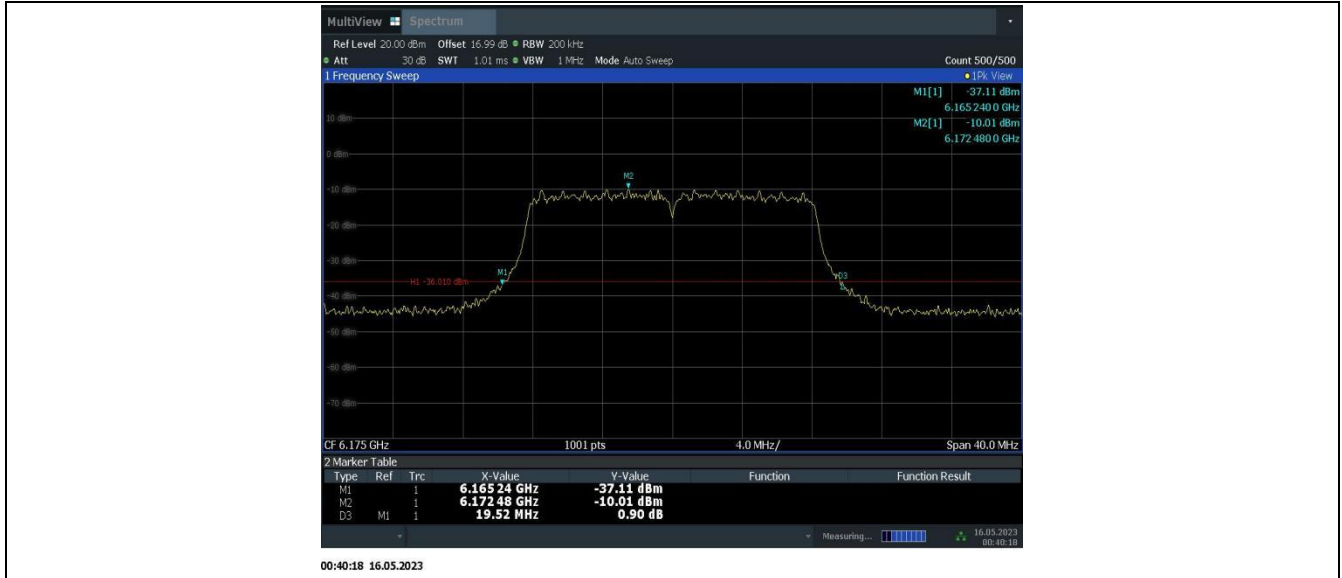 MultiView Spectrum
Ref Level 20.00 dBm Offset 16.99 dB RBW 200 kHz
Att 30 dB SWT 1.01 ms VBW 1 MHz Mode Auto Sweep Count 500/500
1 Frequency Sweep 1Pk View
M1[1] -37.11 dBm
6.165 240 0 GHz
10 dBm
M2[1] -10.01 dBm
6.172 480 0 GHz
0 dBm
M2
-10 dBm
-20 dBm
-30 dBm
M1
D3
H1 -36.010 dBm
-40 dBm
-50 dBm
-60 dBm
-70 dBm
CF 6.175 GHz 1001 pts 4.0 MHz/ Span 40.0 MHz
2 Marker Table
Type Ref Trc X-Value Y-Value Function Function Result
M1 1 6.165 24 GHz -37.11 dBm
M2 1 6.172 48 GHz -10.01 dBm
D3 M1 1 19.52 MHz 0.90 dB
Measuring... 16.05.2023
00:40:18
00:40:18 16.05.2023